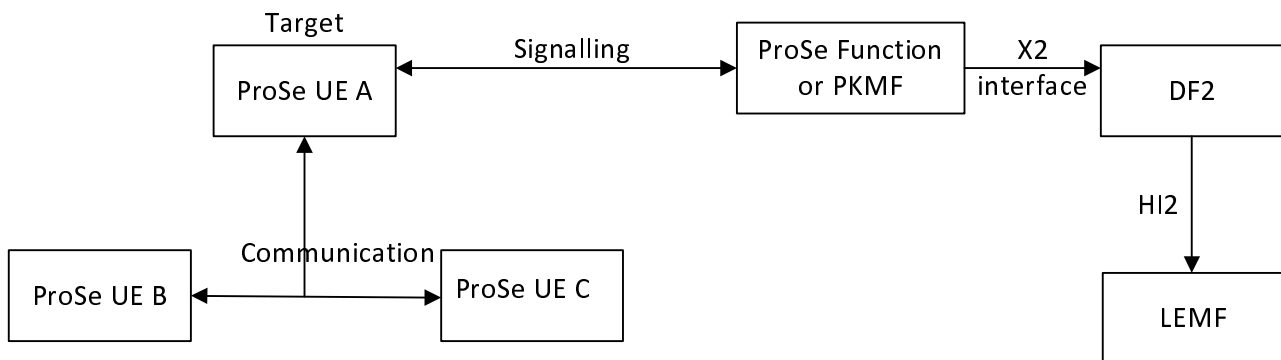 Target
ProSe UE A
Signalling
ProSe Function
or PKMF
X2
interface
DF2
HI2
Communication
ProSe UE B
ProSe UE C
LEMF